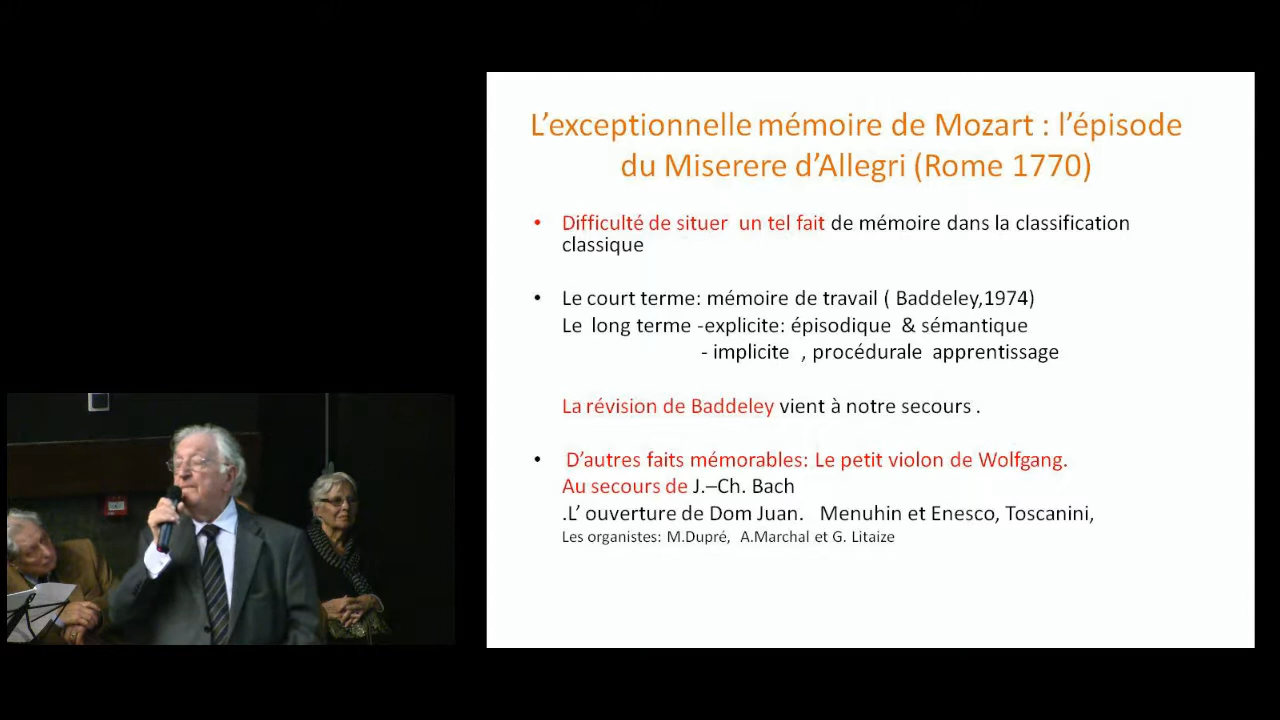 L’exceptionnelle mémoire de Mozart : l’épisode
du Miserere d’Allegri (Rome 1770)
• Difficulté de situer un tel fait de mémoire dans la classification
classique
• Le court terme: mémoire de travail ( Baddeley,1974)
Le long terme -explicite: épisodique & sémantique
- implicite , procédurale apprentissage
La révision de Baddeley vient à notre secours .
• D’autres faits mémorables: Le petit violon de Wolfgang.
Au secours de J.–Ch. Bach
.L’ ouverture de Dom Juan. Menuhin et Enesco, Toscanini,
Les organistes: M.Dupré, A.Marchal et G. Litaize